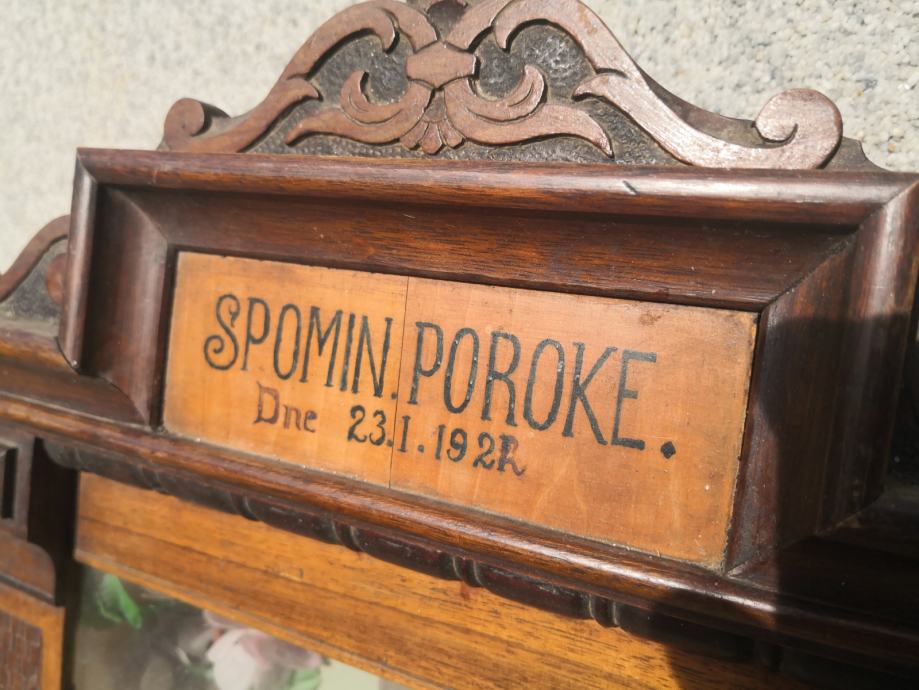 SPOMIN. POROKE.
Dne 23.I.192R